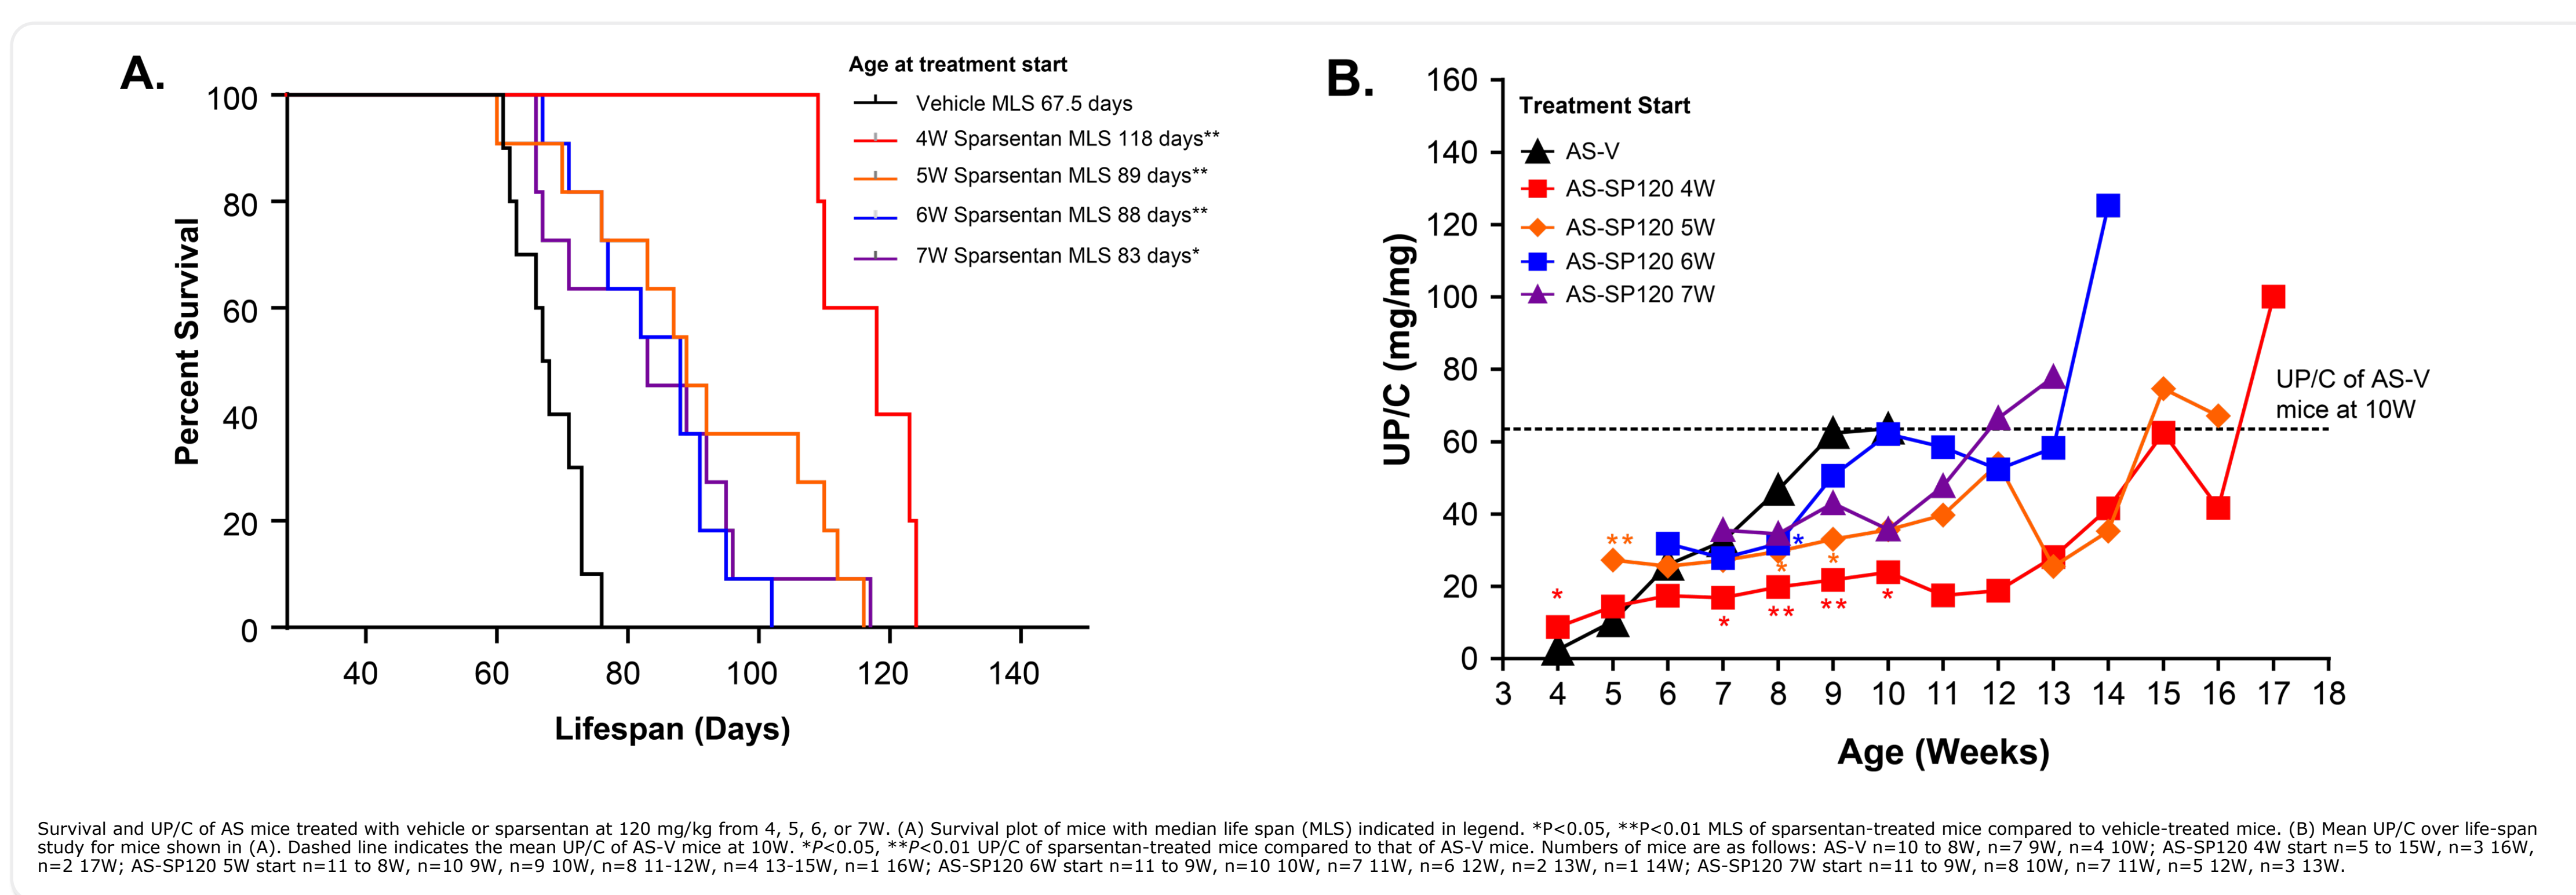 A.
Age at treatment start
Vehicle MLS 67.5 days
4W Sparsentan MLS 118 days**
5W Sparsentan MLS 89 days**
6W Sparsentan MLS 88 days**
7W Sparsentan MLS 83 days*
Percent Survival
100
80
60
40
20
0
40 60 80 100 120 140
Lifespan (Days)
B.
Treatment Start
AS-V
AS-SP120 4W
AS-SP120 5W
AS-SP120 6W
AS-SP120 7W
UP/C (mg/mg)
160
140
120
100
80
60
40
20
0
UP/C of AS-V
mice at 10W
**
*
*
*
*
*
**
**
*
3 4 5 6 7 8 9 10 11 12 13 14 15 16 17 18
Age (Weeks)
Survival and UP/C of AS mice treated with vehicle or sparsentan at 120 mg/kg from 4, 5, 6, or 7W. (A) Survival plot of mice with median life span (MLS) indicated in legend. *P<0.05, **P<0.01 MLS of sparsentan-treated mice compared to vehicle-treated mice. (B) Mean UP/C over life-span
study for mice shown in (A). Dashed line indicates the mean UP/C of AS-V mice at 10W. *P<0.05, **P<0.01 UP/C of sparsentan-treated mice compared to that of AS-V mice. Numbers of mice are as follows: AS-V n=10 to 8W, n=7 9W, n=4 10W; AS-SP120 4W start n=5 to 15W, n=3 16W,
n=2 17W; AS-SP120 5W start n=11 to 8W, n=10 9W, n=9 10W, n=8 11-12W, n=4 13-15W, n=1 16W; AS-SP120 6W start n=11 to 9W, n=10 10W, n=7 11W, n=6 12W, n=2 13W, n=1 14W; AS-SP120 7W start n=11 to 9W, n=8 10W, n=7 11W, n=5 12W, n=3 13W.